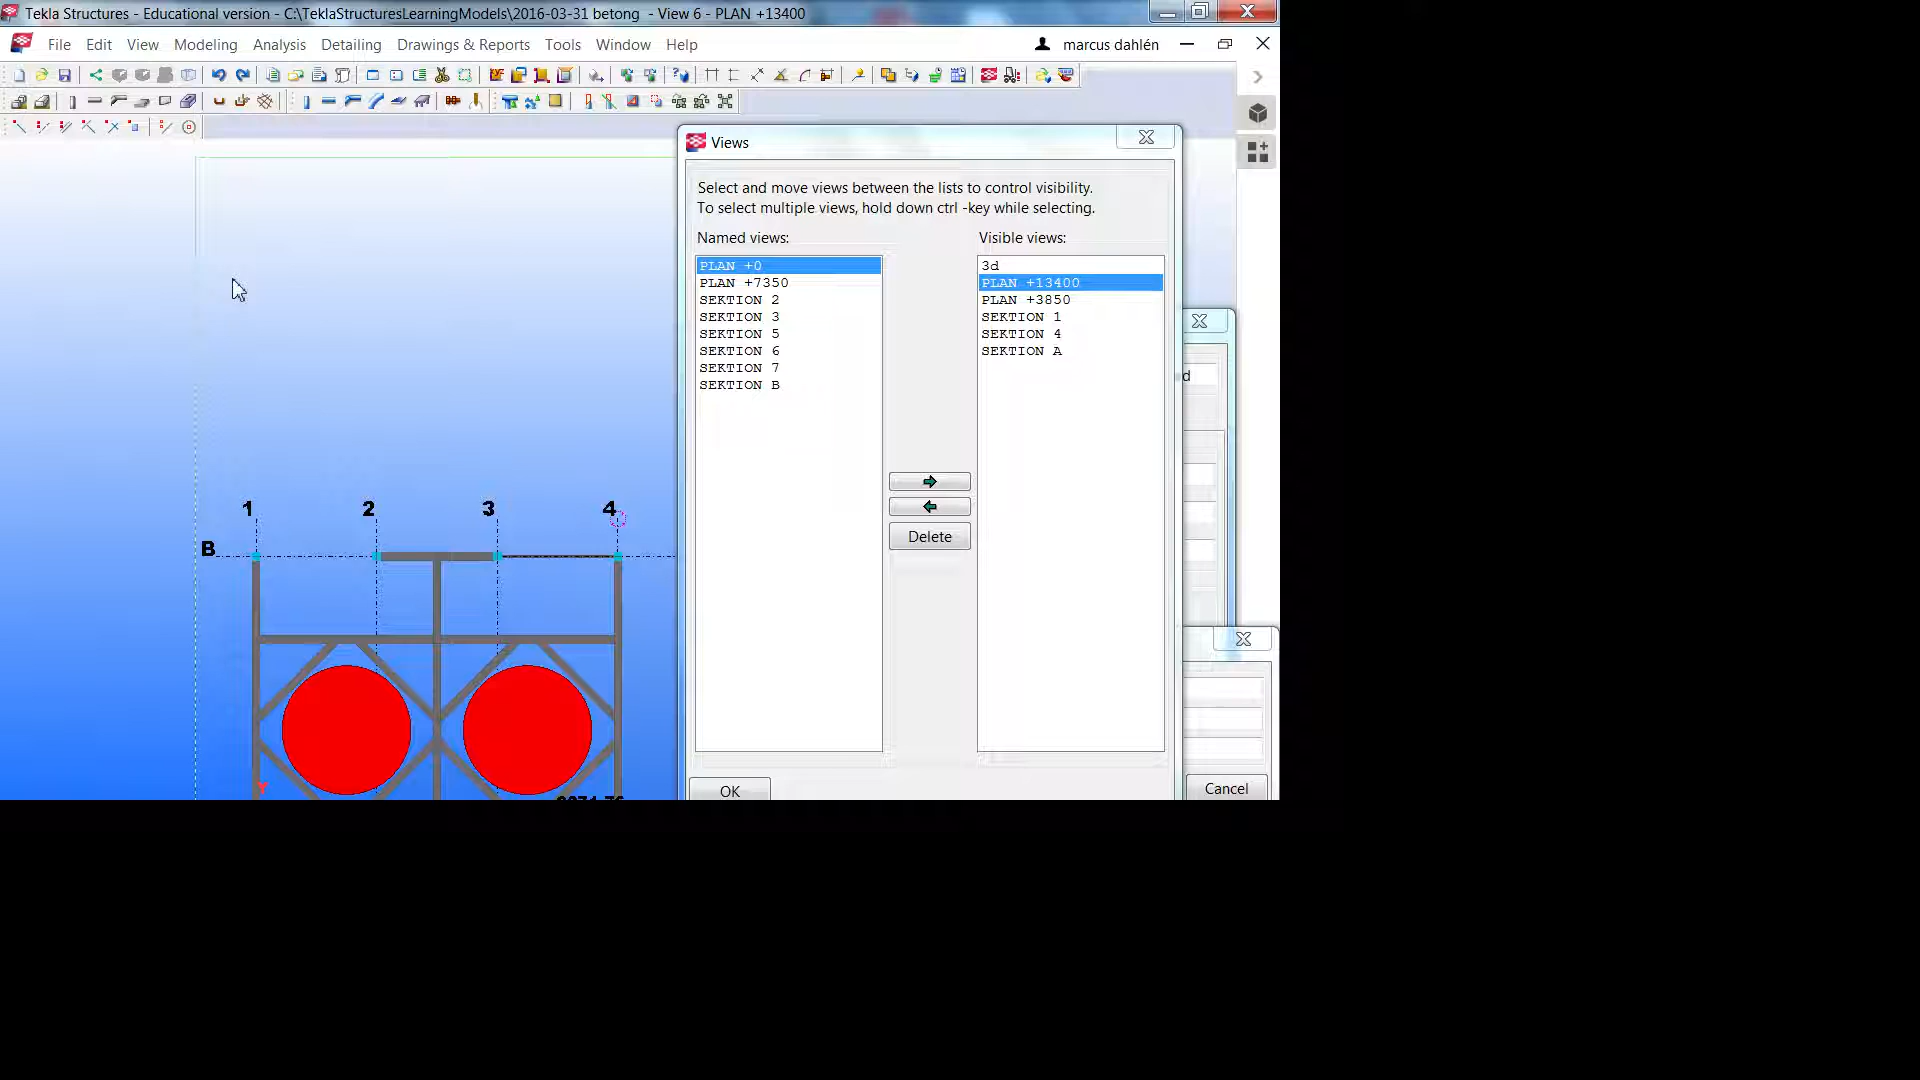 Tekla Structures - Educational version - C:\TeklaStructuresLearningModels\2016-03-31 betong - View 6 - PLAN +13400
File Edit View Modeling Analysis Detailing Drawings & Reports Tools Window Help marcus dahlén
Views
Select and move views between the lists to control visibility.
To select multiple views, hold down ctrl -key while selecting.
Named views: Visible views:
PLAN +0
PLAN +7350
SEKTION 2
SEKTION 3
SEKTION 5
SEKTION 6
SEKTION 7
SEKTION B
3d
PLAN +13400
PLAN +3850
SEKTION 1
SEKTION 4
SEKTION A
d
Delete
1 2 3 4
B
Y
OK
Cancel